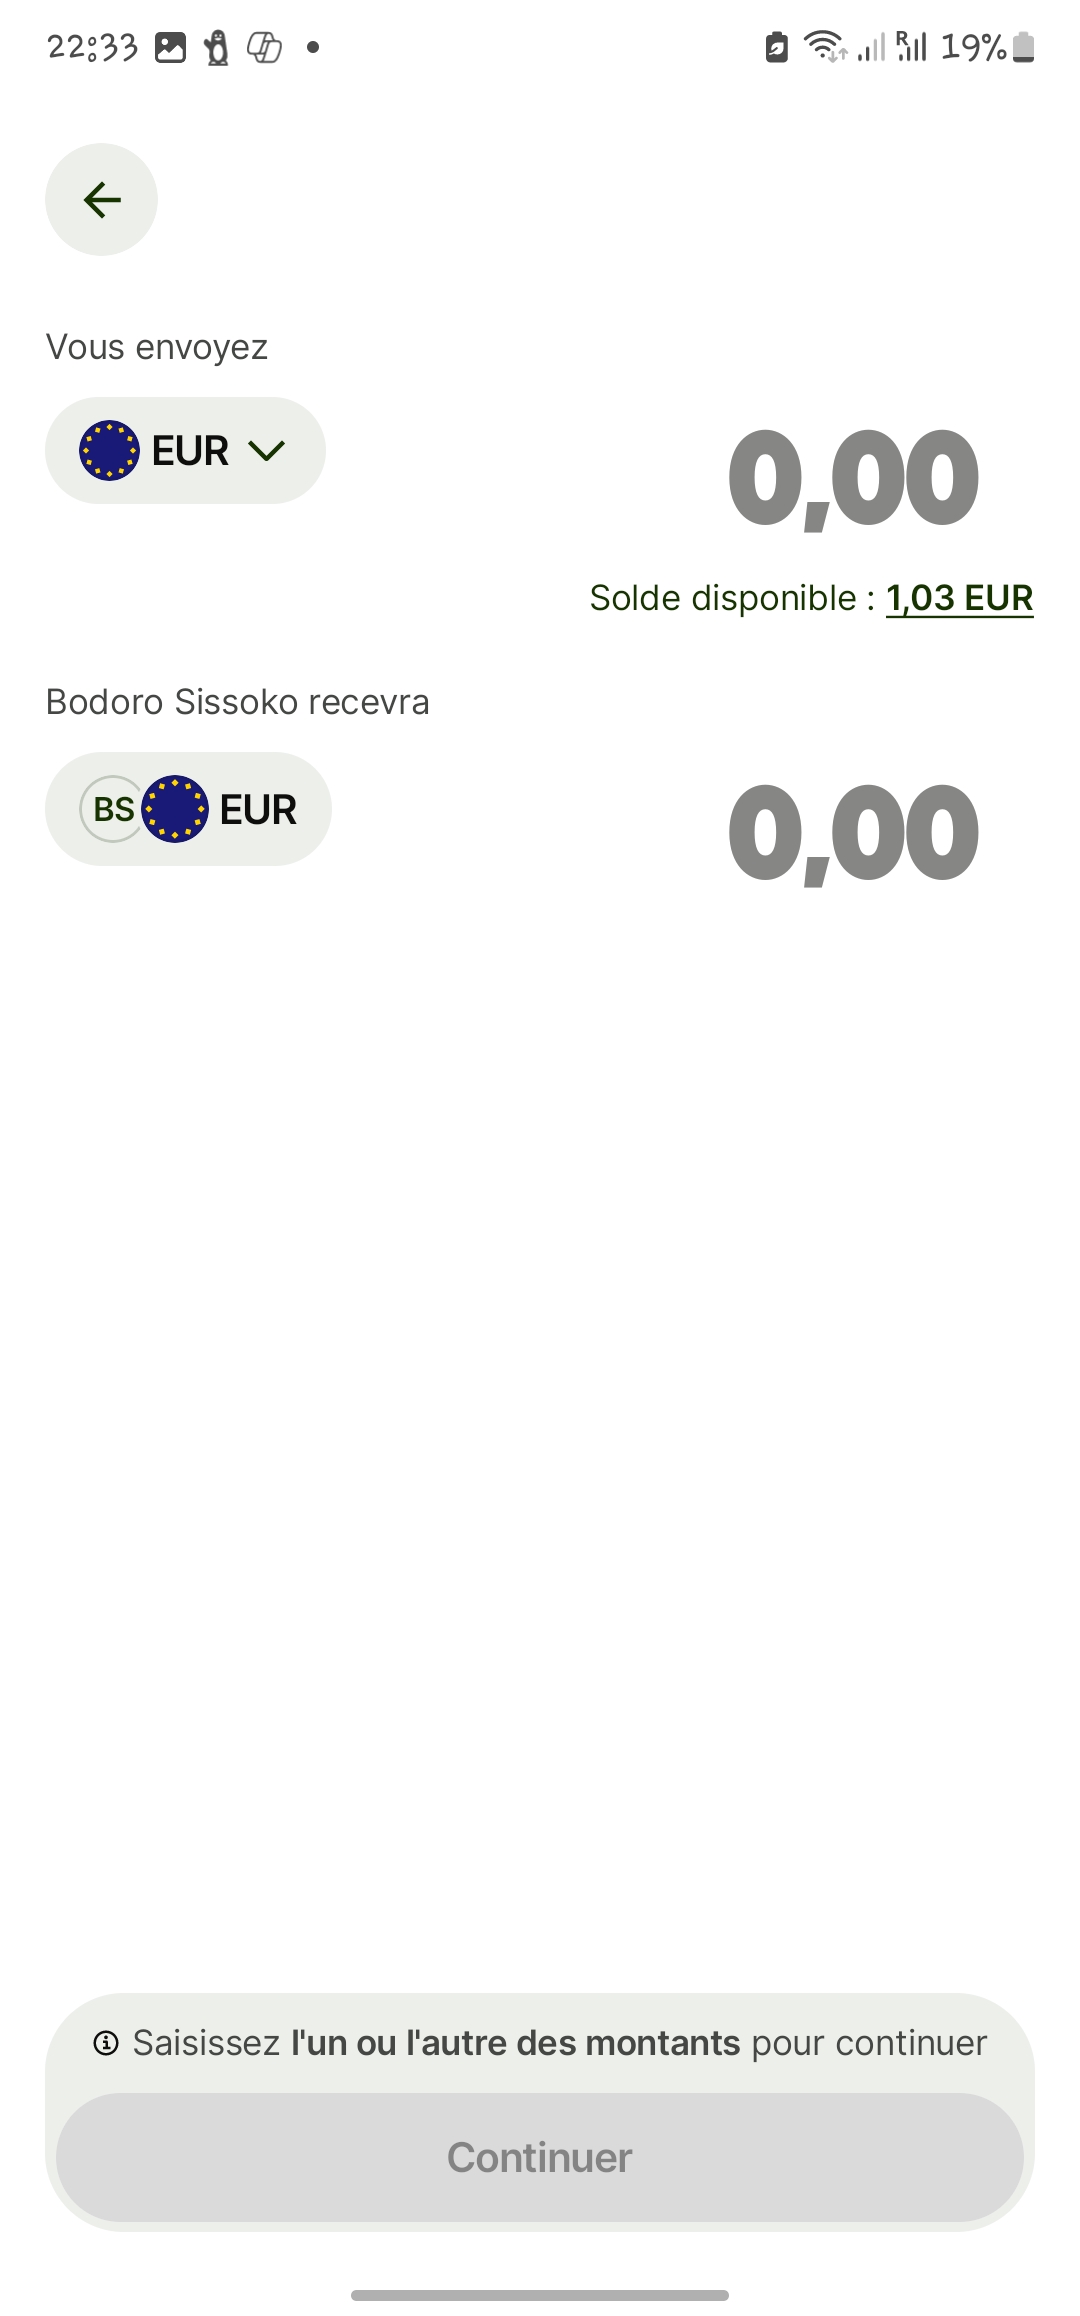 22:33
R 19%
Vous envoyez
EUR
0,00
Solde disponible : 1,03 EUR
Bodoro Sissoko recevra
BS EUR
0,00
Saisissez l'un ou l'autre des montants pour continuer
Continuer